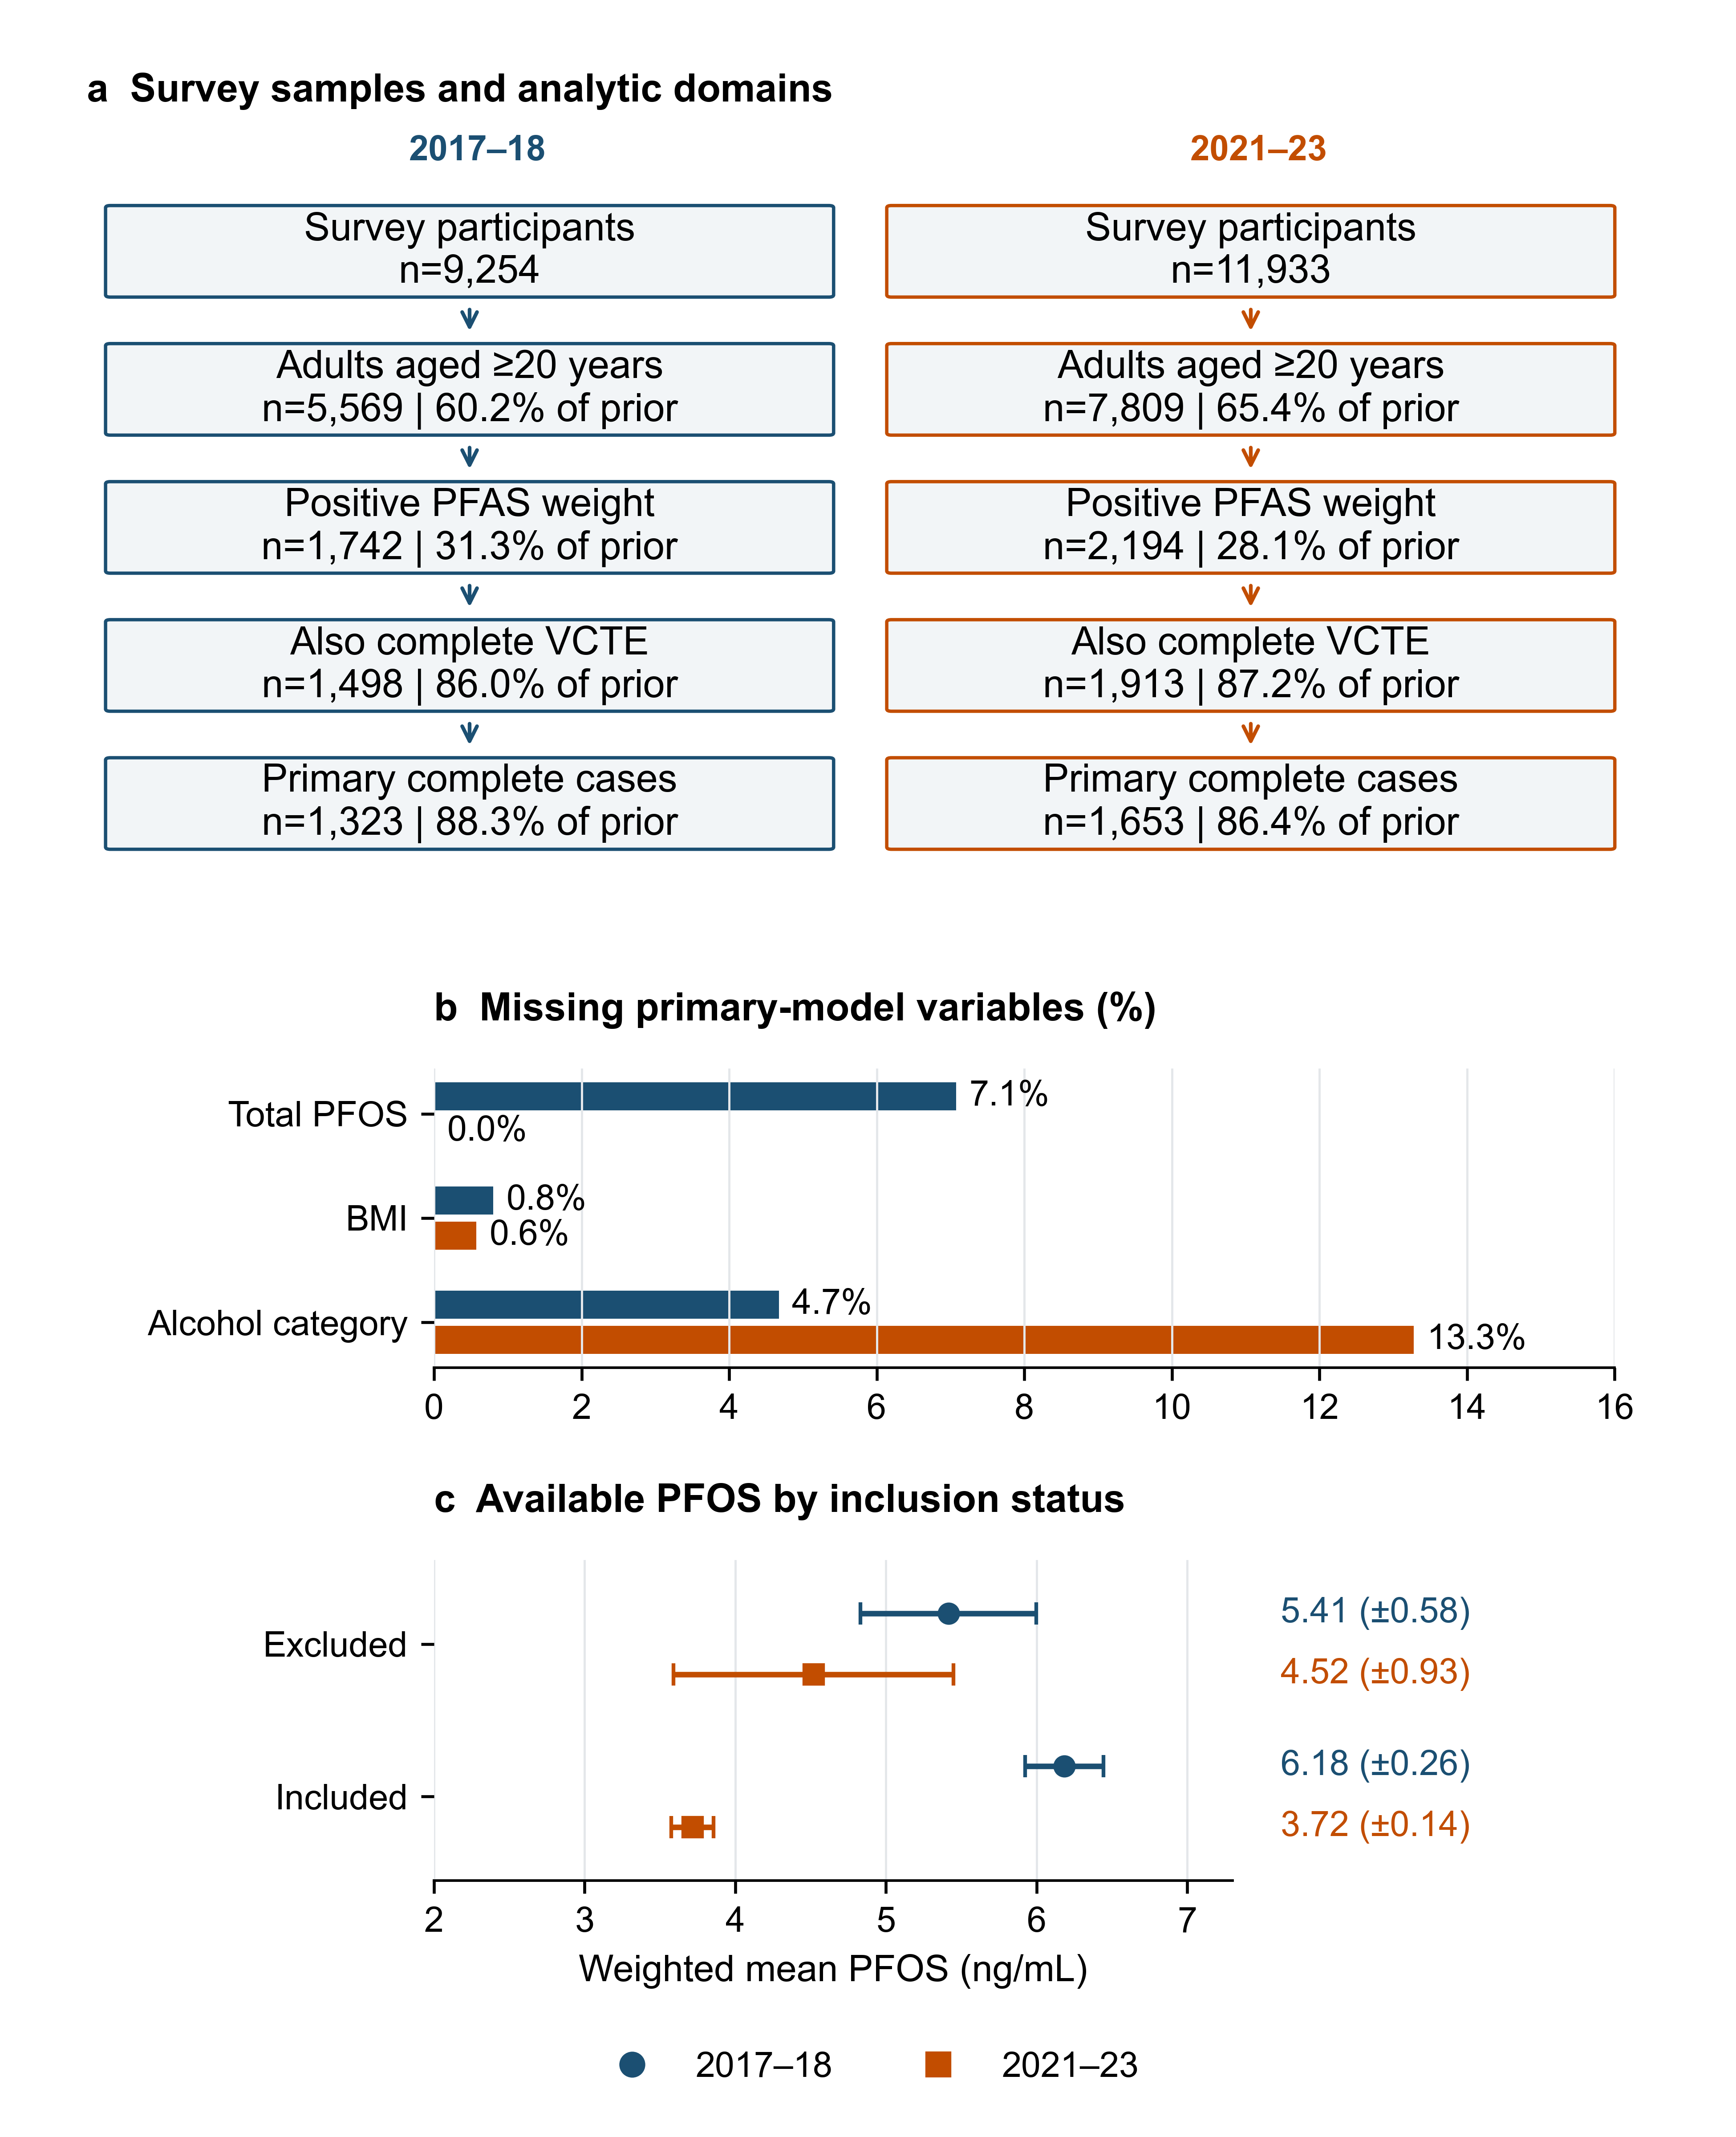 a Survey samples and analytic domains
2017–18
Survey participants
n=9,254
Adults aged ≥20 years
n=5,569 | 60.2% of prior
Positive PFAS weight
n=1,742 | 31.3% of prior
Also complete VCTE
n=1,498 | 86.0% of prior
Primary complete cases
n=1,323 | 88.3% of prior
2021–23
Survey participants
n=11,933
Adults aged ≥20 years
n=7,809 | 65.4% of prior
Positive PFAS weight
n=2,194 | 28.1% of prior
Also complete VCTE
n=1,913 | 87.2% of prior
Primary complete cases
n=1,653 | 86.4% of prior
b Missing primary-model variables (%)
Total PFOS
7.1%
0.0%
BMI
0.8%
0.6%
Alcohol category
4.7%
13.3%
0 2 4 6 8 10 12 14 16
c Available PFOS by inclusion status
Excluded
5.41 (±0.58)
4.52 (±0.93)
Included
6.18 (±0.26)
3.72 (±0.14)
2 3 4 5 6 7
Weighted mean PFOS (ng/mL)
2017–18 2021–23